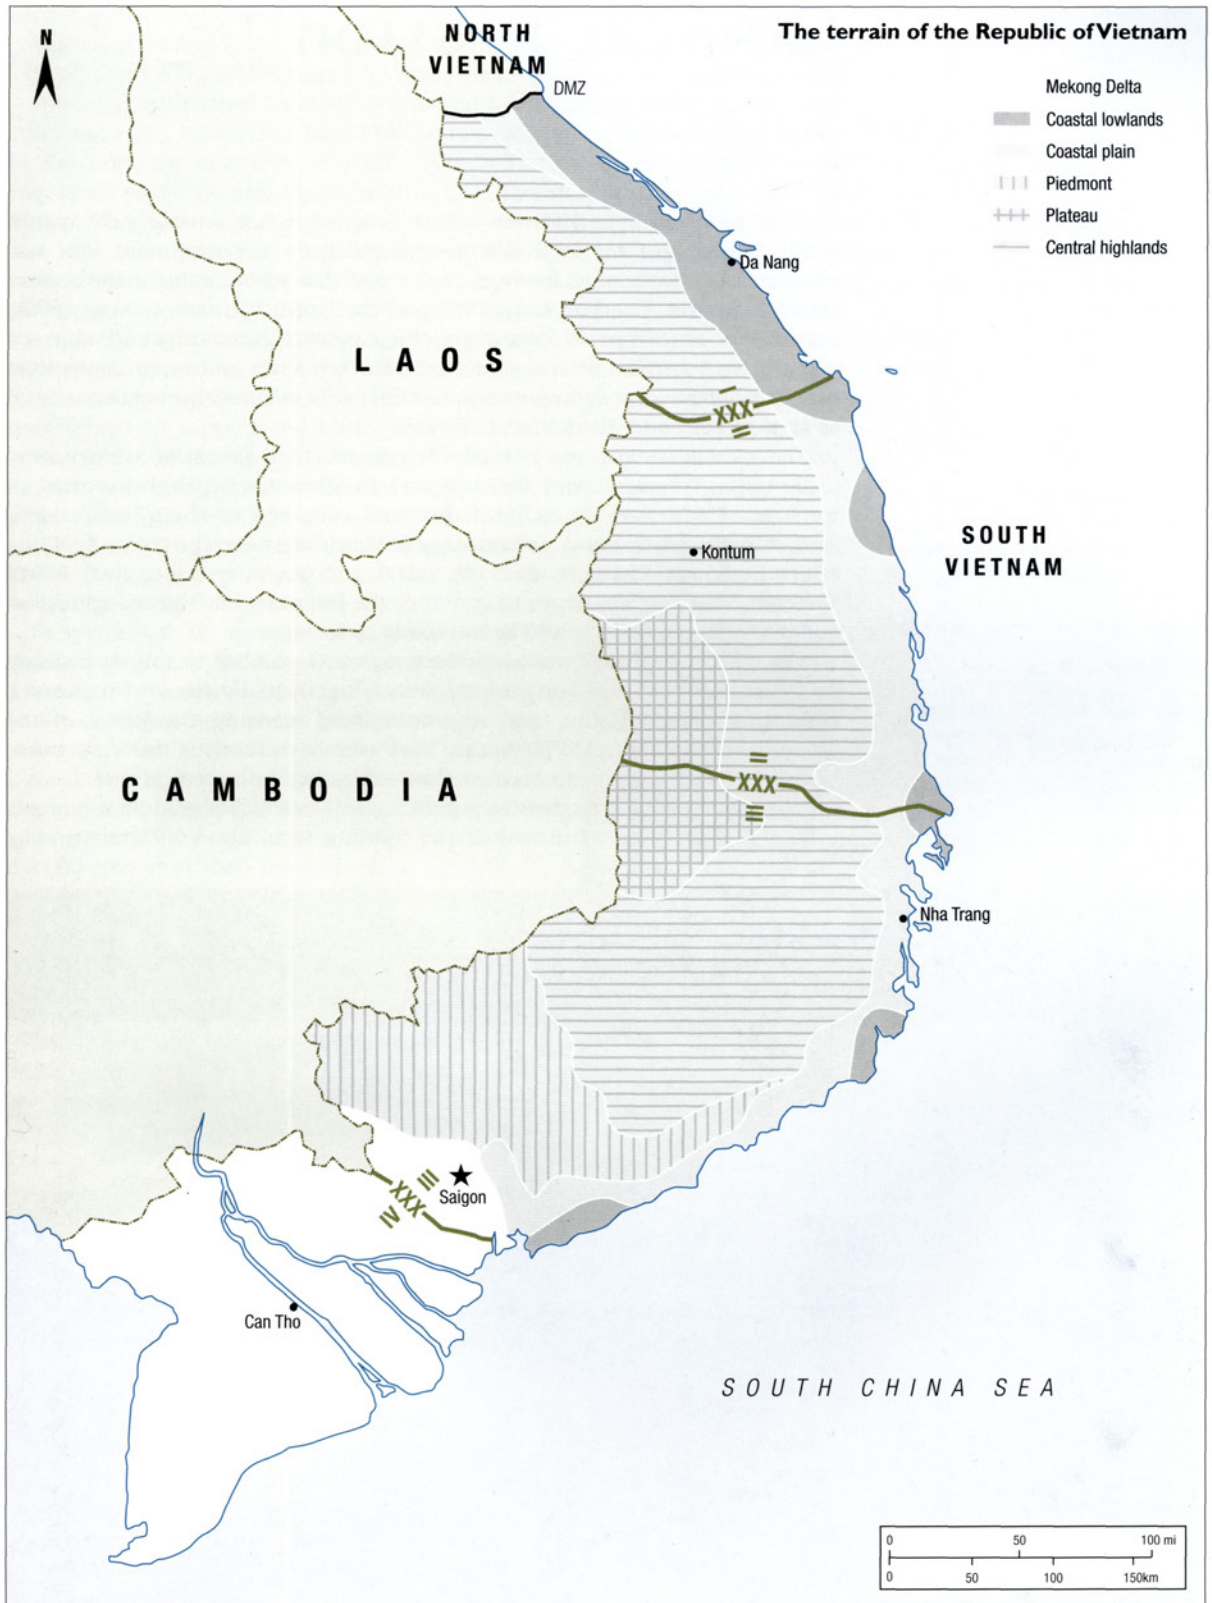 The terrain of the Republic of Vietnam
N
NORTH
VIETNAM
DMZ
Mekong Delta
Coastal lowlands
Coastal plain
Piedmont
Plateau
Central highlands
Da Nang
LAOS
I
XXX
II
Kontum
SOUTH
VIETNAM
CAMBODIA
II
XXX
III
Nha Trang
III
XXX
IV
Saigon
Can Tho
SOUTH CHINA SEA
0 50 100 mi
0 50 100 150km